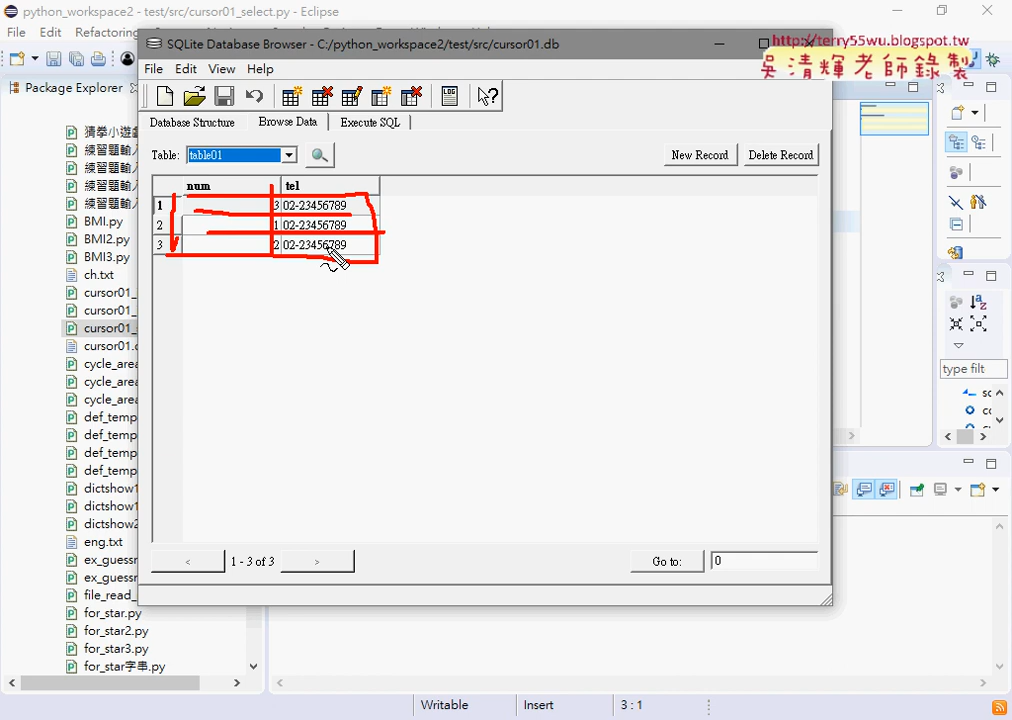 python_workspace2 - test/src/cursor01_select.py - Eclipse
File Edit Refactoring
SQLite Database Browser - C:/python_workspace2/test/src/cursor01.db
http://terry55wu.blogspot.tw
吳清輝老師錄製
File Edit View Help
Package Explorer
Database Structure Browse Data Execute SQL
Table: table01
New Record Delete Record
num tel
1 3 02-23456789
2 1 02-23456789
3 2 02-23456789
猜拳小遊戲
練習題輸入
練習題輸入
練習題輸入
練習題輸入
BMI.py
BMI2.py
BMI3.py
ch.txt
cursor01_
cursor01_
cursor01_
cursor01.
cycle_area
cycle_area
cycle_area
def_temp
def_temp
def_temp
def_temp
dictshow1
dictshow1
dictshow2
eng.txt
ex_guessn
ex_guessn
file_read_
for_star.py
for_star2.py
for_star3.py
for_star字串.py
type filt
< 1 - 3 of 3 >
Go to: 0
Writable Insert 3 : 1